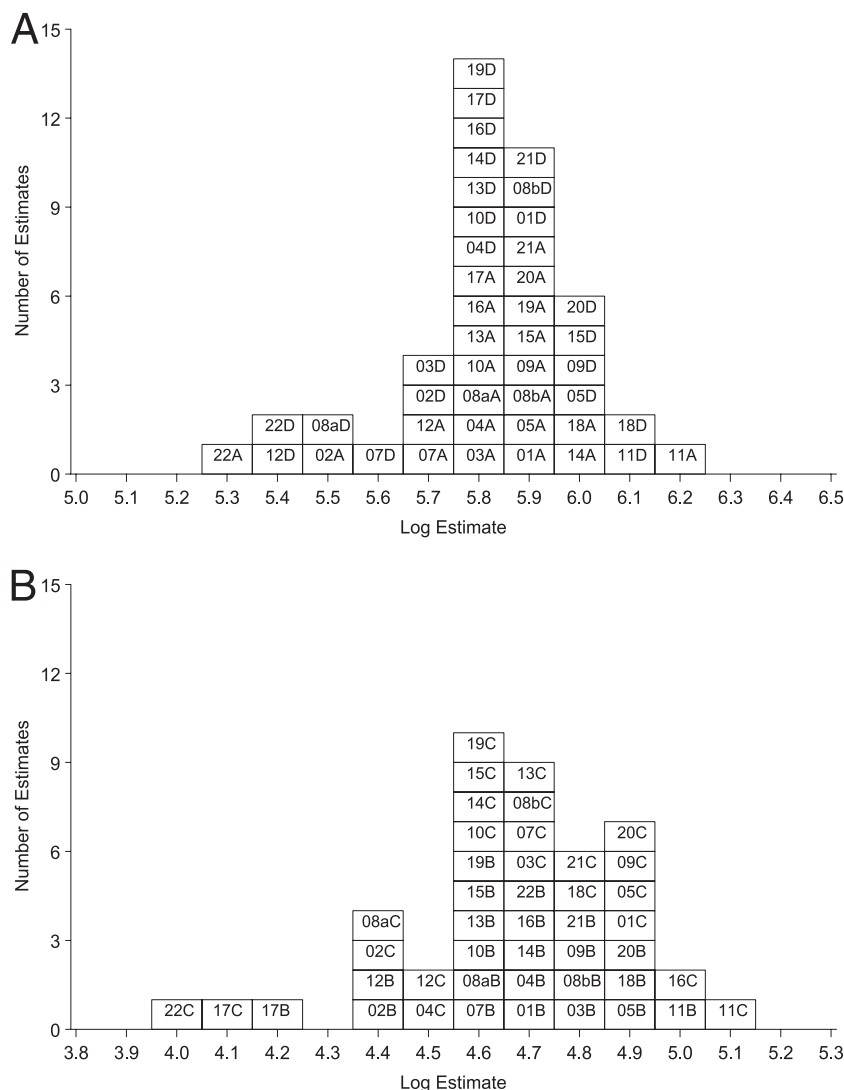 A
15
19D
17D
16D
12
14D 21D
13D 08bD
10D 01D
9
04D 21A
17A 20A
6
16A 19A 20D
13A 15A 15D
03D 10A 09A 09D
3
02D 08aA 08bA 05D
22D 08aD 12A 04A 05A 18A 18D
22A 12D 02A 07D 07A 03A 01A 14A 11D 11A
0
5.0 5.1 5.2 5.3 5.4 5.5 5.6 5.7 5.8 5.9 6.0 6.1 6.2 6.3 6.4 6.5
Number of Estimates
Log Estimate
B
15
12
19C
9
15C 13C
14C 08bC
10C 07C 20C
6
19B 03C 21C 09C
15B 22B 18C 05C
08aC 13B 16B 21B 01C
3
02C 10B 14B 09B 20B
12B 12C 08aB 04B 08bB 18B 16C
22C 17C 17B 02B 04C 07B 01B 03B 05B 11B 11C
0
3.8 3.9 4.0 4.1 4.2 4.3 4.4 4.5 4.6 4.7 4.8 4.9 5.0 5.1 5.2 5.3
Number of Estimates
Log Estimate